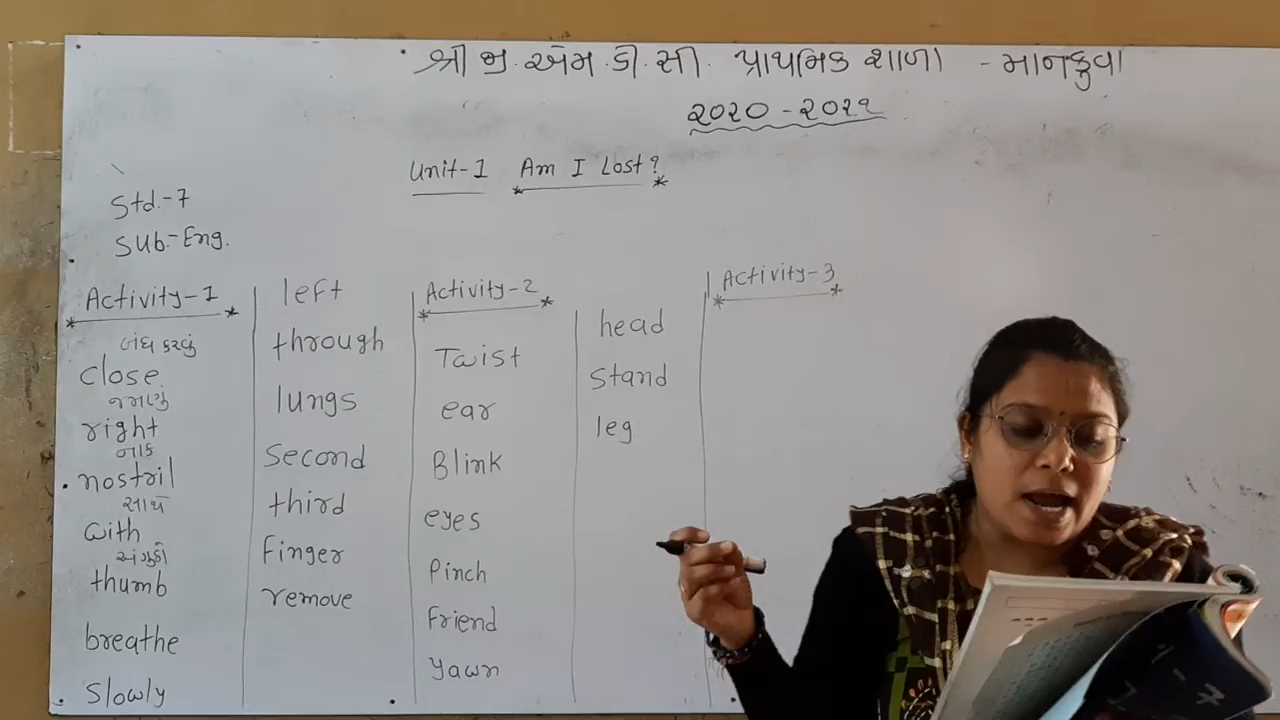 શ્રી જી. એમ. ડી. સી. પ્રાથમિક શાળા - માનકુવા
૨૦૨૦ - ૨૦૨૧
Unit-1 Am I Lost?
Std.-7
Sub.-Eng.
Activity-1
બંધ કરવું
close
જમણું
right
નાક
nostril
સાથે
with
અંગુઠો
thumb
breathe
Slowly
left
through
lungs
second
third
Finger
remove
Activity-2
Twist
ear
Blink
eyes
Pinch
Friend
yawn
head
stand
leg
Activity-3